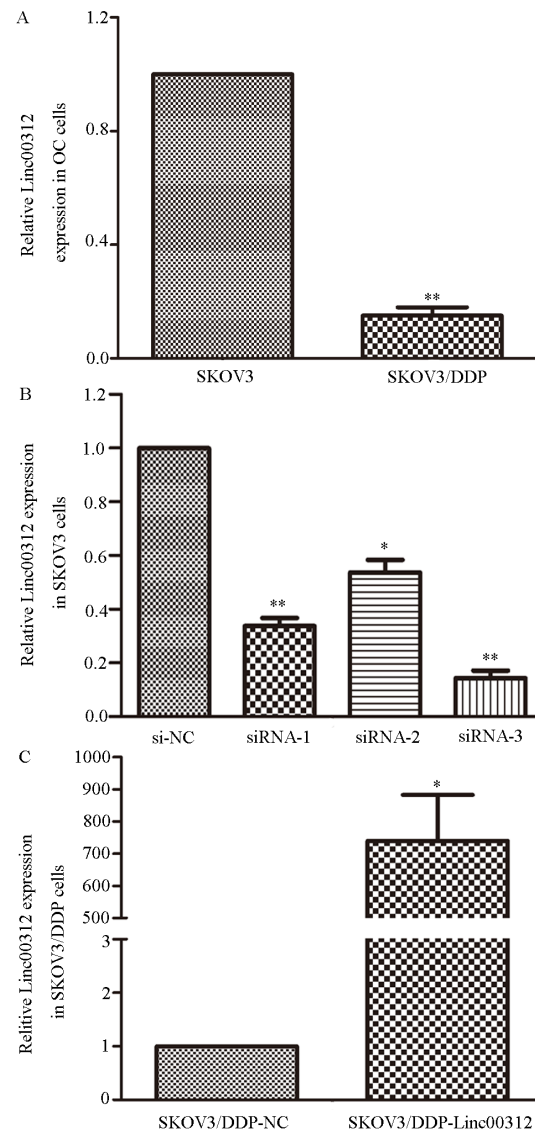 A
1.2
0.8
0.4
0.0
Relative Linc00312
expression in OC cells
**
SKOV3
SKOV3/DDP
B
1.2
1.0
0.8
0.6
0.4
0.2
0.0
Relative Linc00312 expression
in SKOV3 cells
**
*
**
si-NC
siRNA-1
siRNA-2
siRNA-3
C
1000
900
800
700
600
500
3
2
1
0
Relitive Linc00312 expression
in SKOV3/DDP cells
*
SKOV3/DDP-NC
SKOV3/DDP-Linc00312